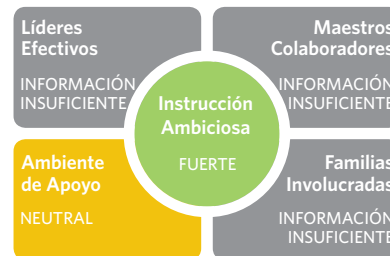 Líderes
Efectivos
INFORMACIÓN
INSUFICIENTE
Maestros
Colaboradores
INFORMACIÓN
INSUFICIENTE
Instrucción
Ambiciosa
FUERTE
Ambiente
de Apoyo
NEUTRAL
Familias
Involucradas
INFORMACIÓN
INSUFICIENTE